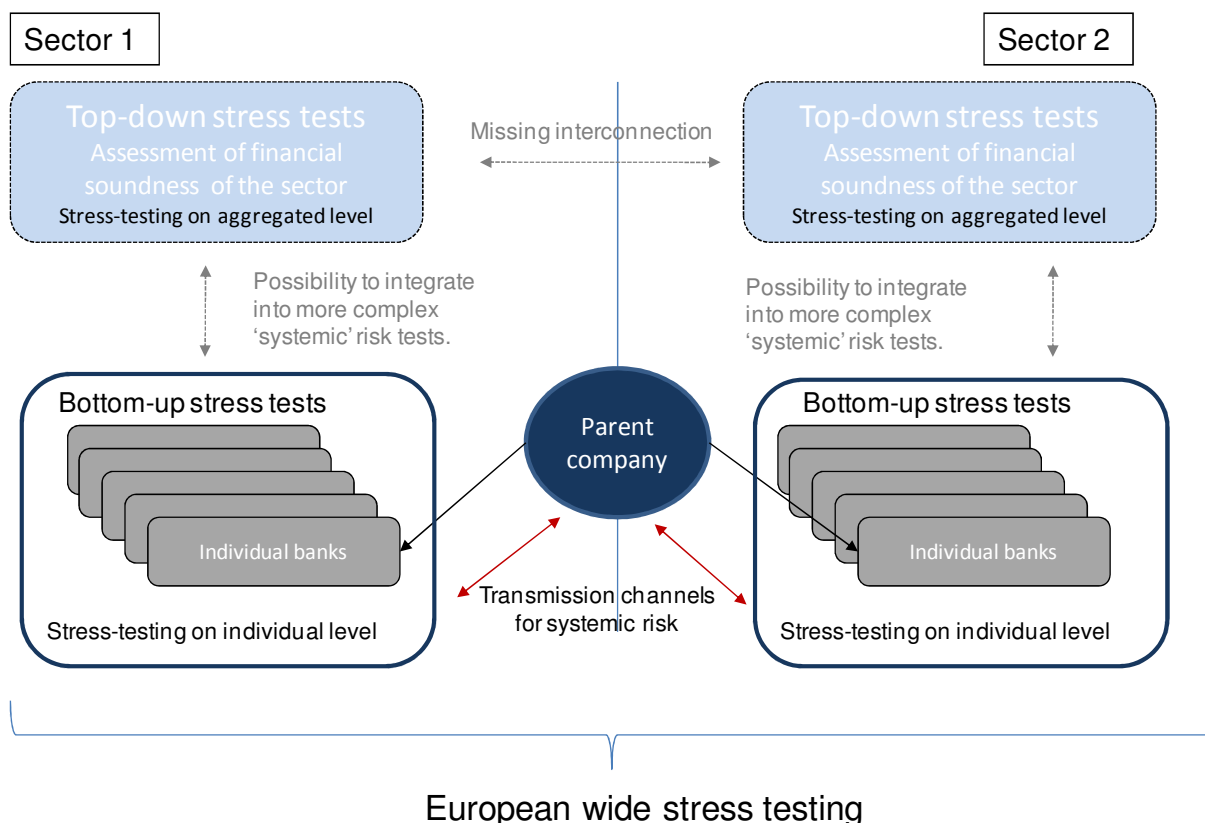 Sector 1
Sector 2
Top-down stress tests
Assessment of financial
soundness of the sector
Stress-testing on aggregated level
Missing interconnection
Top-down stress tests
Assessment of financial
soundness of the sector
Stress-testing on aggregated level
Possibility to integrate
into more complex
‘systemic’ risk tests.
Possibility to integrate
into more complex
‘systemic’ risk tests.
Bottom-up stress tests
Individual banks
Stress-testing on individual level
Parent
company
Transmission channels
for systemic risk
Bottom-up stress tests
Individual banks
Stress-testing on individual level
European wide stress testing